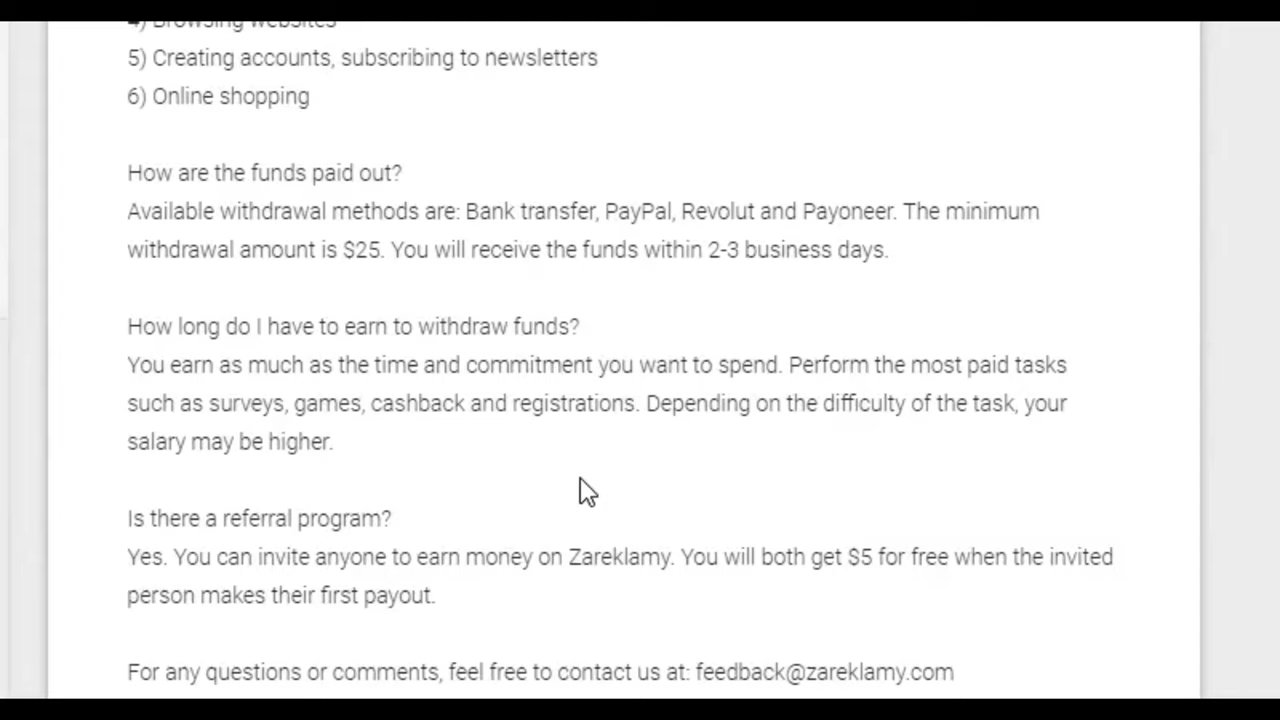 4) Browsing websites
5) Creating accounts, subscribing to newsletters
6) Online shopping
How are the funds paid out?
Available withdrawal methods are: Bank transfer, PayPal, Revolut and Payoneer. The minimum
withdrawal amount is $25. You will receive the funds within 2-3 business days.
How long do I have to earn to withdraw funds?
You earn as much as the time and commitment you want to spend. Perform the most paid tasks
such as surveys, games, cashback and registrations. Depending on the difficulty of the task, your
salary may be higher.
Is there a referral program?
Yes. You can invite anyone to earn money on Zareklamy. You will both get $5 for free when the invited
person makes their first payout.
For any questions or comments, feel free to contact us at: feedback@zareklamy.com